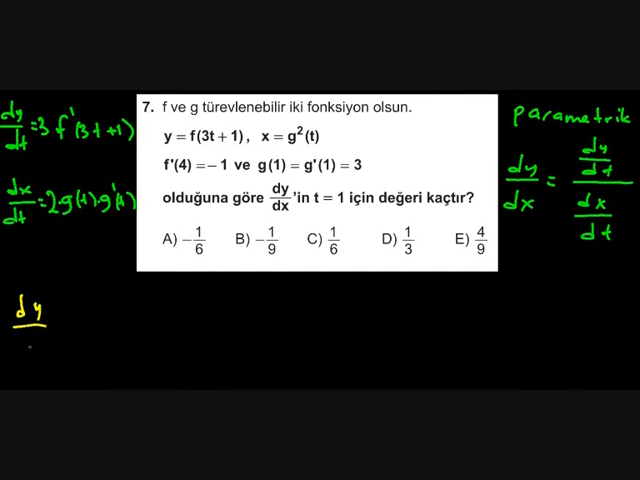 7. f ve g türevlenebilir iki fonksiyon olsun.
y = f(3t + 1) , x = g²(t)
f'(4) = – 1 ve g(1) = g'(1) = 3
olduğuna göre dy/dx 'in t = 1 için değeri kaçtır?
A) –1/6 B) –1/9 C) 1/6 D) 1/3 E) 4/9
dy/dt = 3 f'(3t+1)
dx/dt = 2.g(t).g'(t)
parametrik
dy/dx = dy/dt / dx/dt
dy